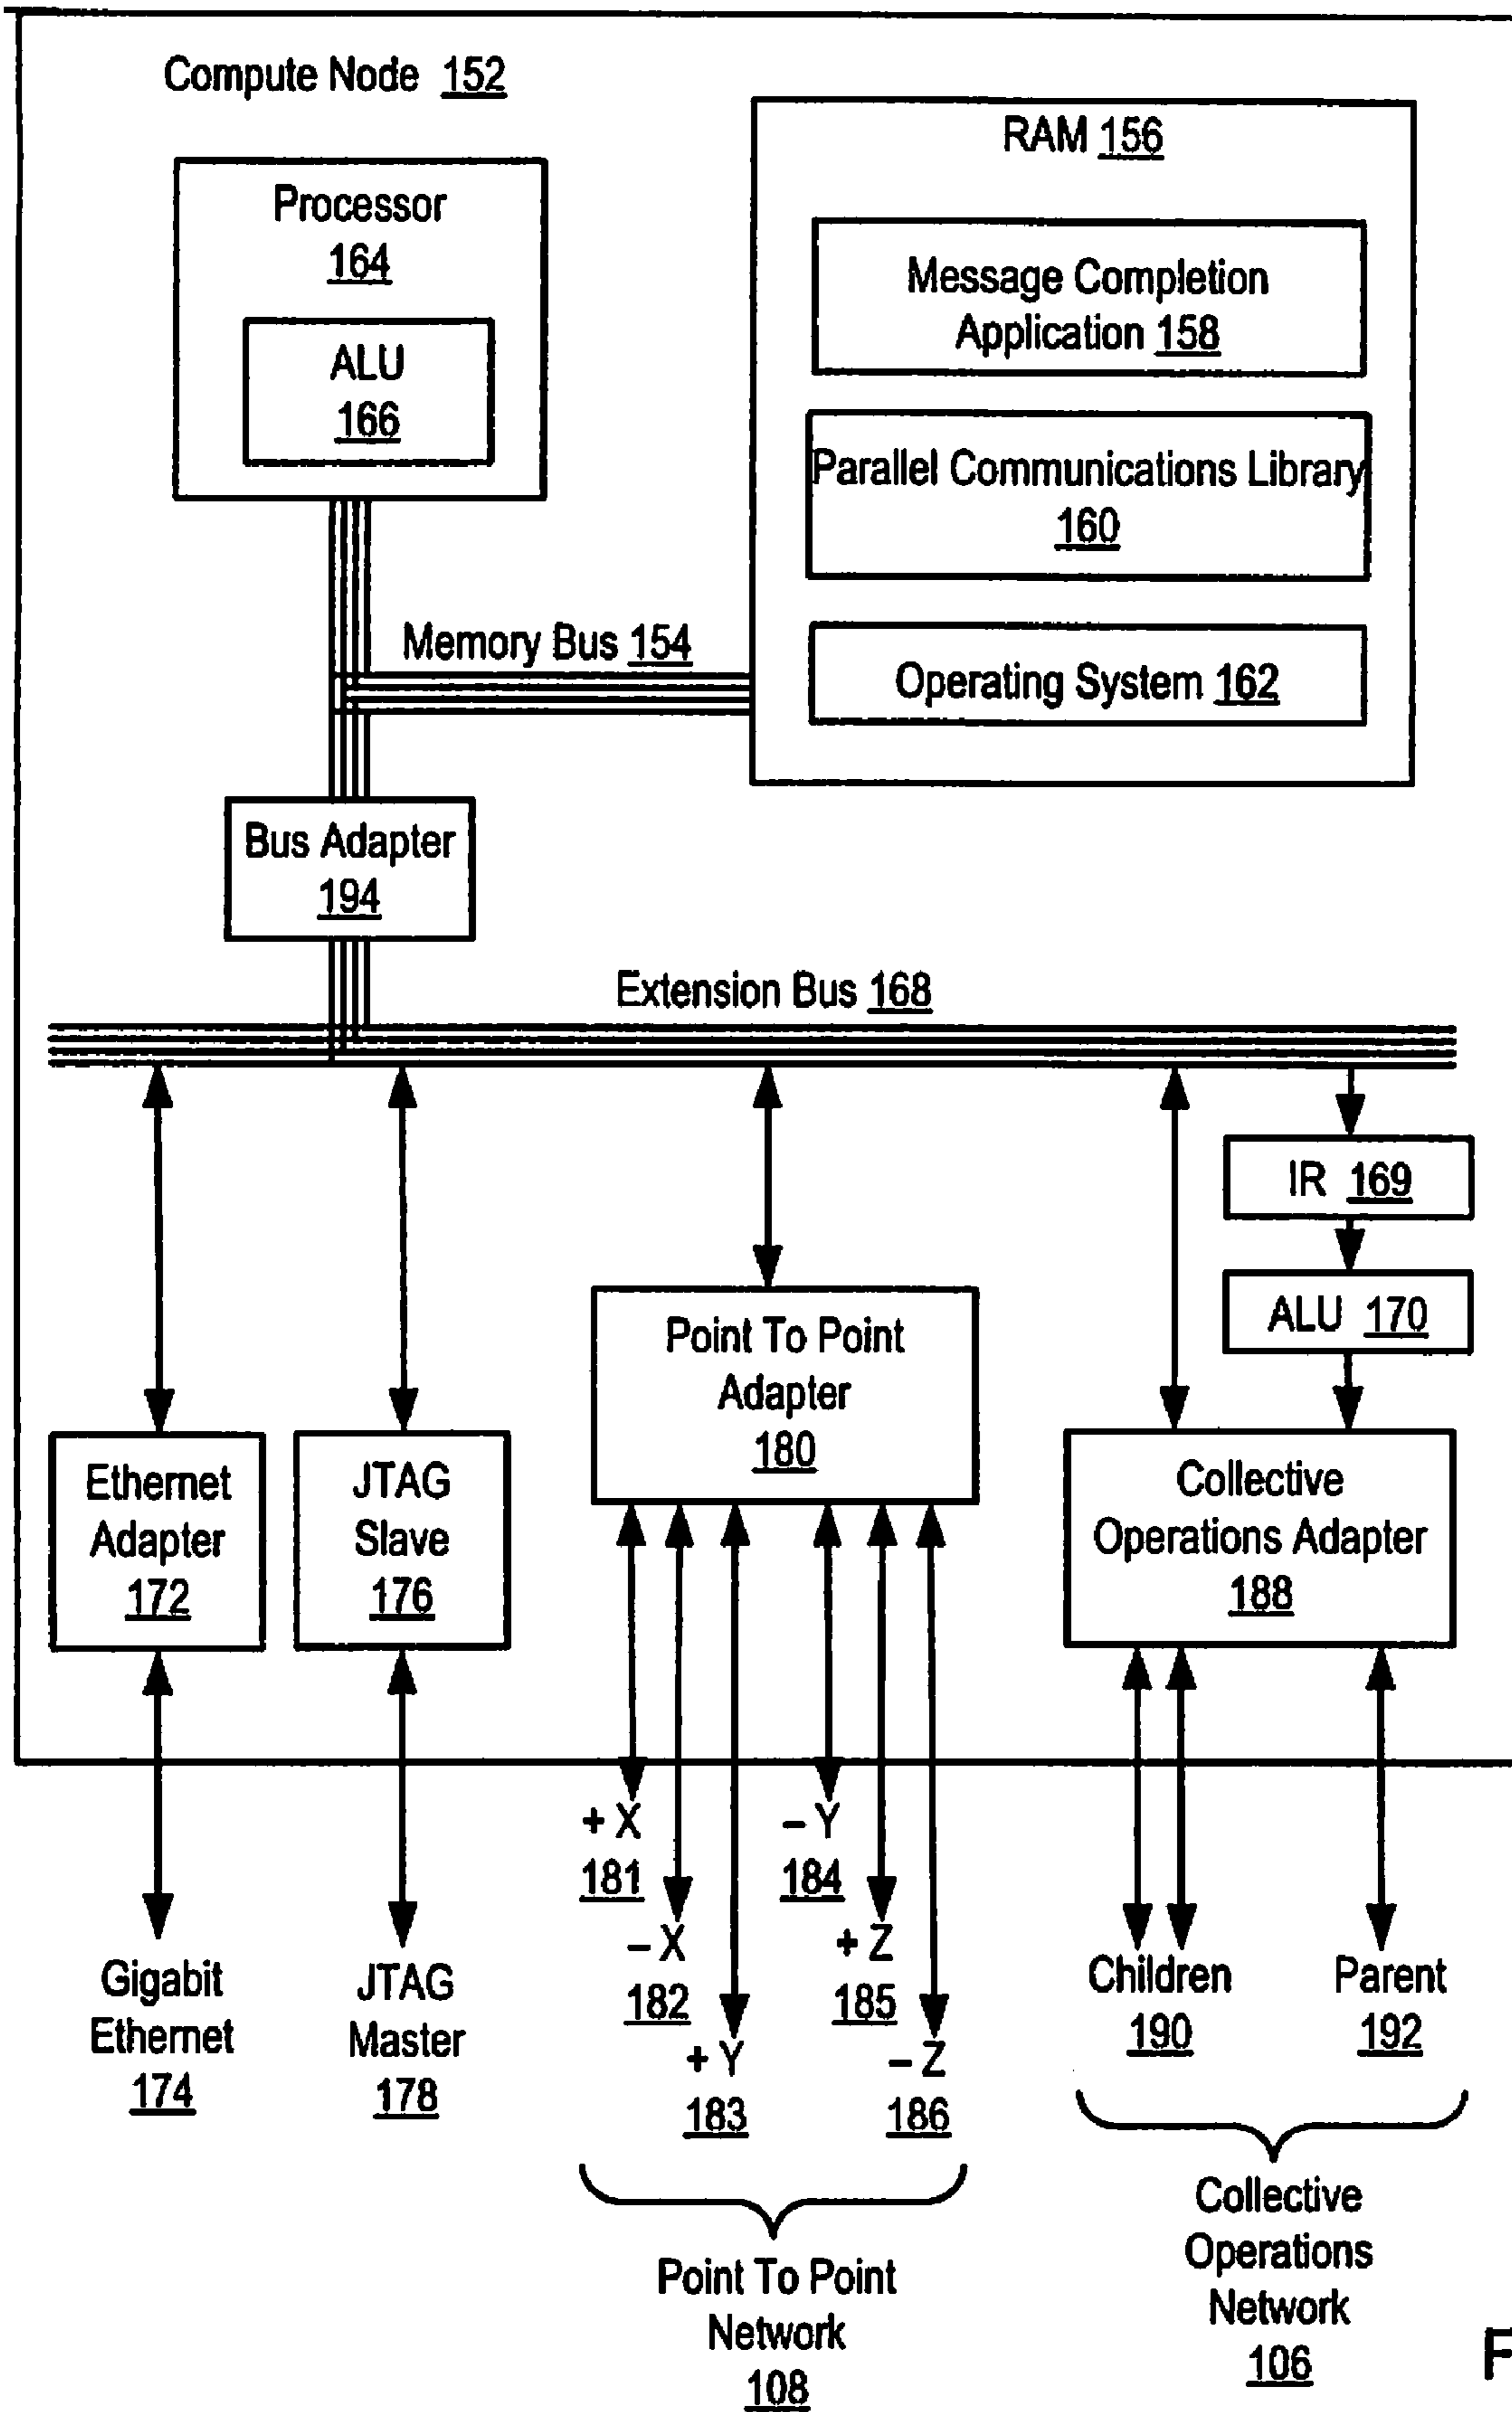 Compute Node 152
RAM 156
Processor
164
ALU
166
Message Completion
Application 158
Parallel Communications Library
160
Operating System 162
Memory Bus 154
Bus Adapter
194
Extension Bus 168
IR 169
ALU 170
Point To Point
Adapter
180
Ethernet
Adapter
172
JTAG
Slave
176
Collective
Operations Adapter
188
+ X
181
– X
182
+ Y
183
– Y
184
+ Z
185
– Z
186
Gigabit
Ethernet
174
JTAG
Master
178
Children
190
Parent
192
Point To Point
Network
108
Collective
Operations
Network
106
F